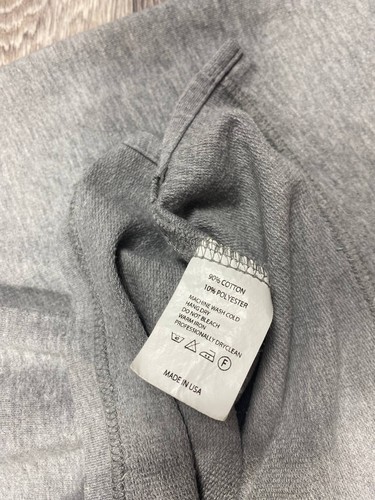 90% COTTON
10% POLYESTER
MACHINE WASH COLD
HANG DRY
DO NOT BLEACH
WARM IRON
PROFESSIONALLY DRYCLEAN
F
MADE IN USA